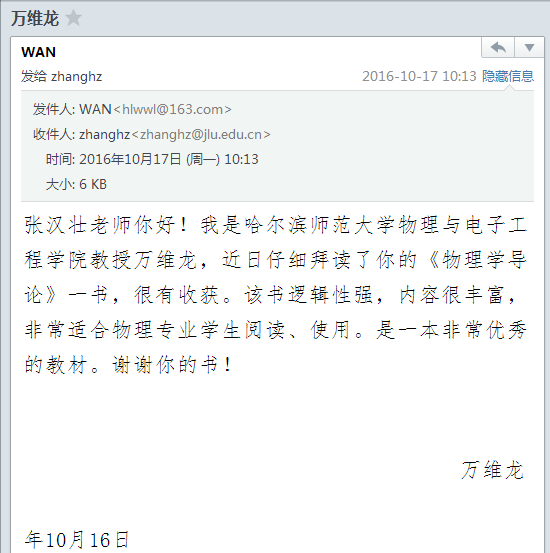 万维龙
WAN
发给 zhanghz 2016-10-17 10:13 隐藏信息
发件人: WAN<hlwwl@163.com>
收件人: zhanghz<zhanghz@jlu.edu.cn>
时间: 2016年10月17日 (周一) 10:13
大小: 6 KB
张汉壮老师你好！我是哈尔滨师范大学物理与电子工
程学院教授万维龙，近日仔细拜读了你的《物理学导
论》一书，很有收获。该书逻辑性强，内容很丰富，
非常适合物理专业学生阅读、使用。是一本非常优秀
的教材。谢谢你的书！
万维龙
年10月16日